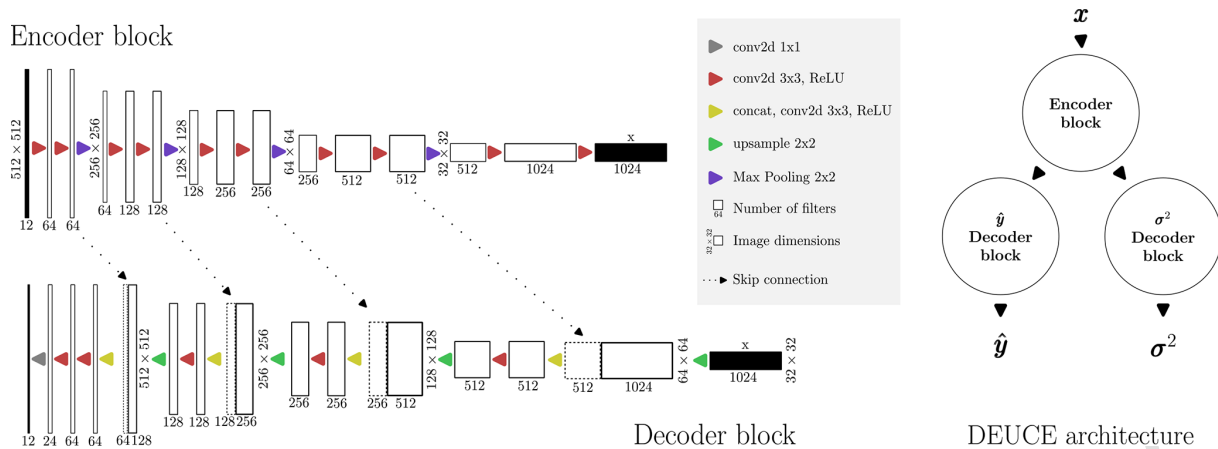 Encoder block
512 × 512
12
64
64
256 × 256
64
128
128
128 × 128
128
256
256
64 × 64
256
512
512
32 × 32
512
1024
x
1024
conv2d 1x1
conv2d 3x3, ReLU
concat, conv2d 3x3, ReLU
upsample 2x2
Max Pooling 2x2
64
Number of filters
32 × 32
Image dimensions
Skip connection
12
24
64
64
64
128
512 × 512
128
128
128
256
256 × 256
256
256
256
512
128 × 128
512
512
512
1024
64 × 64
x
1024
32 × 32
Decoder block
x
Encoder
block
ŷ
Decoder
block
σ²
Decoder
block
ŷ
σ²
DEUCE architecture